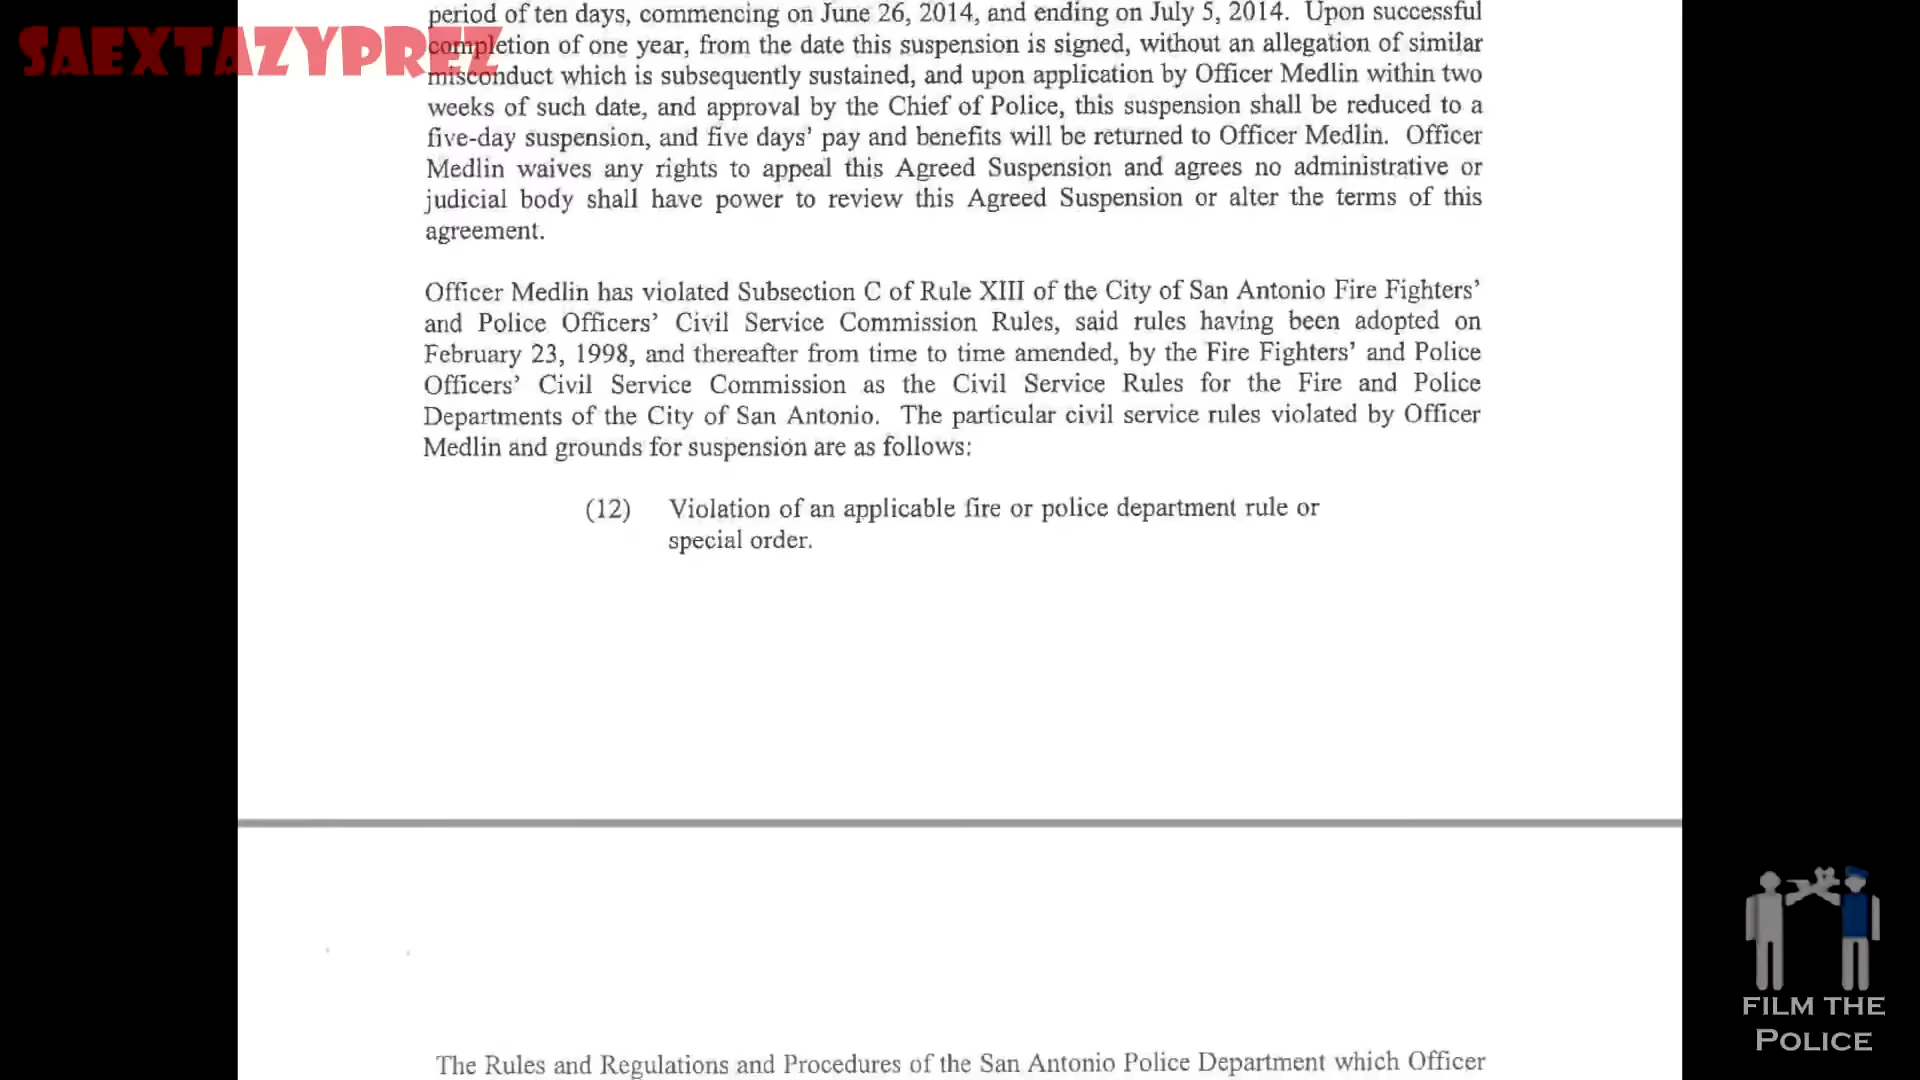 SAEXTAZYPREZ
period of ten days, commencing on June 26, 2014, and ending on July 5, 2014. Upon successful
completion of one year, from the date this suspension is signed, without an allegation of similar
misconduct which is subsequently sustained, and upon application by Officer Medlin within two
weeks of such date, and approval by the Chief of Police, this suspension shall be reduced to a
five-day suspension, and five days' pay and benefits will be returned to Officer Medlin. Officer
Medlin waives any rights to appeal this Agreed Suspension and agrees no administrative or
judicial body shall have power to review this Agreed Suspension or alter the terms of this
agreement.
Officer Medlin has violated Subsection C of Rule XIII of the City of San Antonio Fire Fighters'
and Police Officers' Civil Service Commission Rules, said rules having been adopted on
February 23, 1998, and thereafter from time to time amended, by the Fire Fighters' and Police
Officers' Civil Service Commission as the Civil Service Rules for the Fire and Police
Departments of the City of San Antonio. The particular civil service rules violated by Officer
Medlin and grounds for suspension are as follows:
(12) Violation of an applicable fire or police department rule or
special order.
The Rules and Regulations and Procedures of the San Antonio Police Department which Officer
FILM THE
POLICE